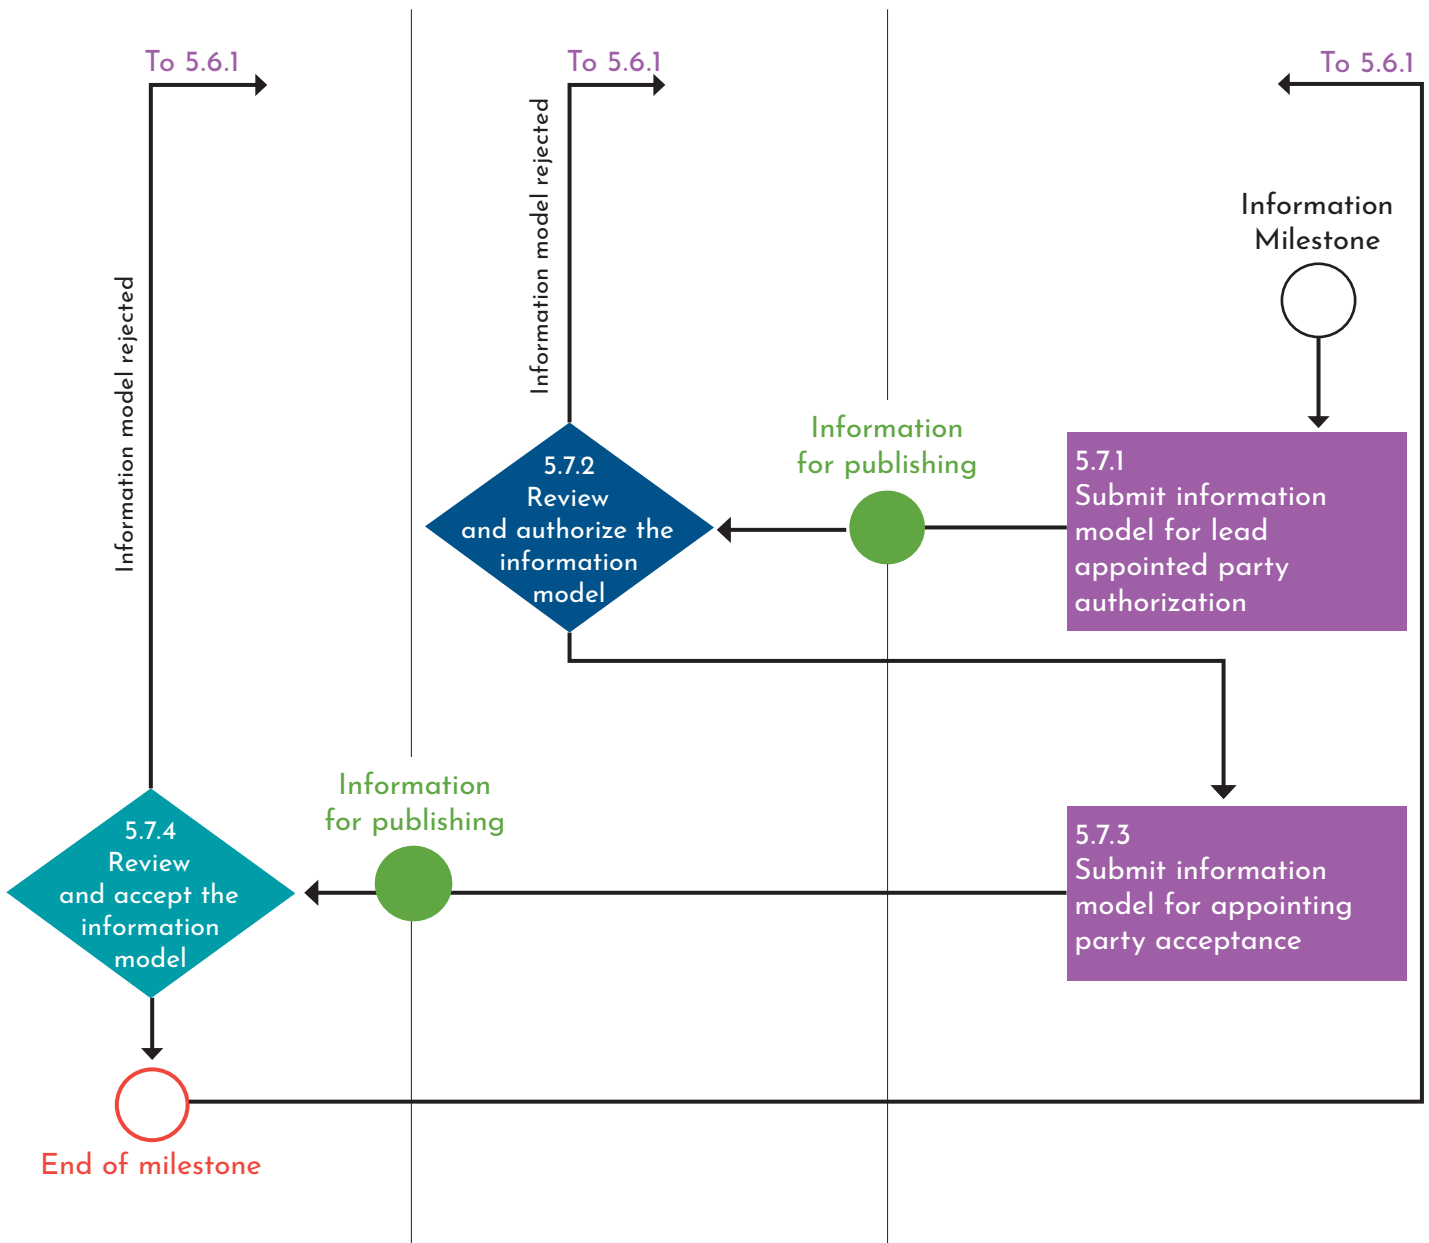 To 5.6.1
To 5.6.1
To 5.6.1
Information model rejected
Information model rejected
Information
Milestone
Information
for publishing
5.7.1
Submit information
model for lead
appointed party
authorization
5.7.2
Review
and authorize the
information
model
Information
for publishing
5.7.3
Submit information
model for appointing
party acceptance
5.7.4
Review
and accept the
information
model
End of milestone